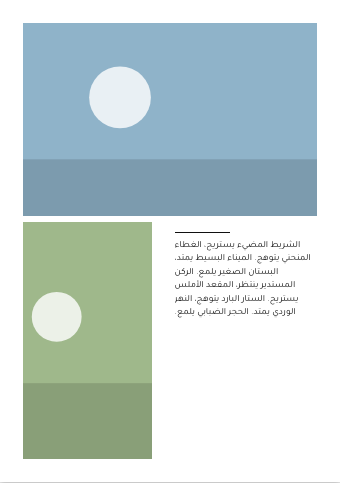 الشريط المضيء يستريح. الغطاء
المنحني يتوهج. الميناء البسيط يمتد.
البستان الصغير يلمع. الركن
المستدير ينتظر. المقعد الأملس
يستريح. الستار البارد يتوهج. النهر
الوردي يمتد. الحجر الضبابي يلمع.